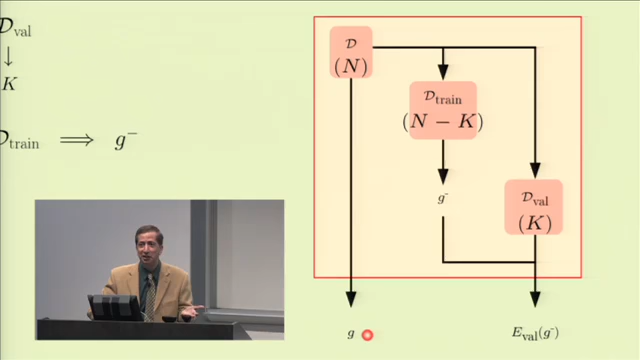 𝒟val
↓
K
𝒟train ⟹ g⁻
𝒟
(N)
𝒟train
(N − K)
g⁻
𝒟val
(K)
g
Eval(g⁻)